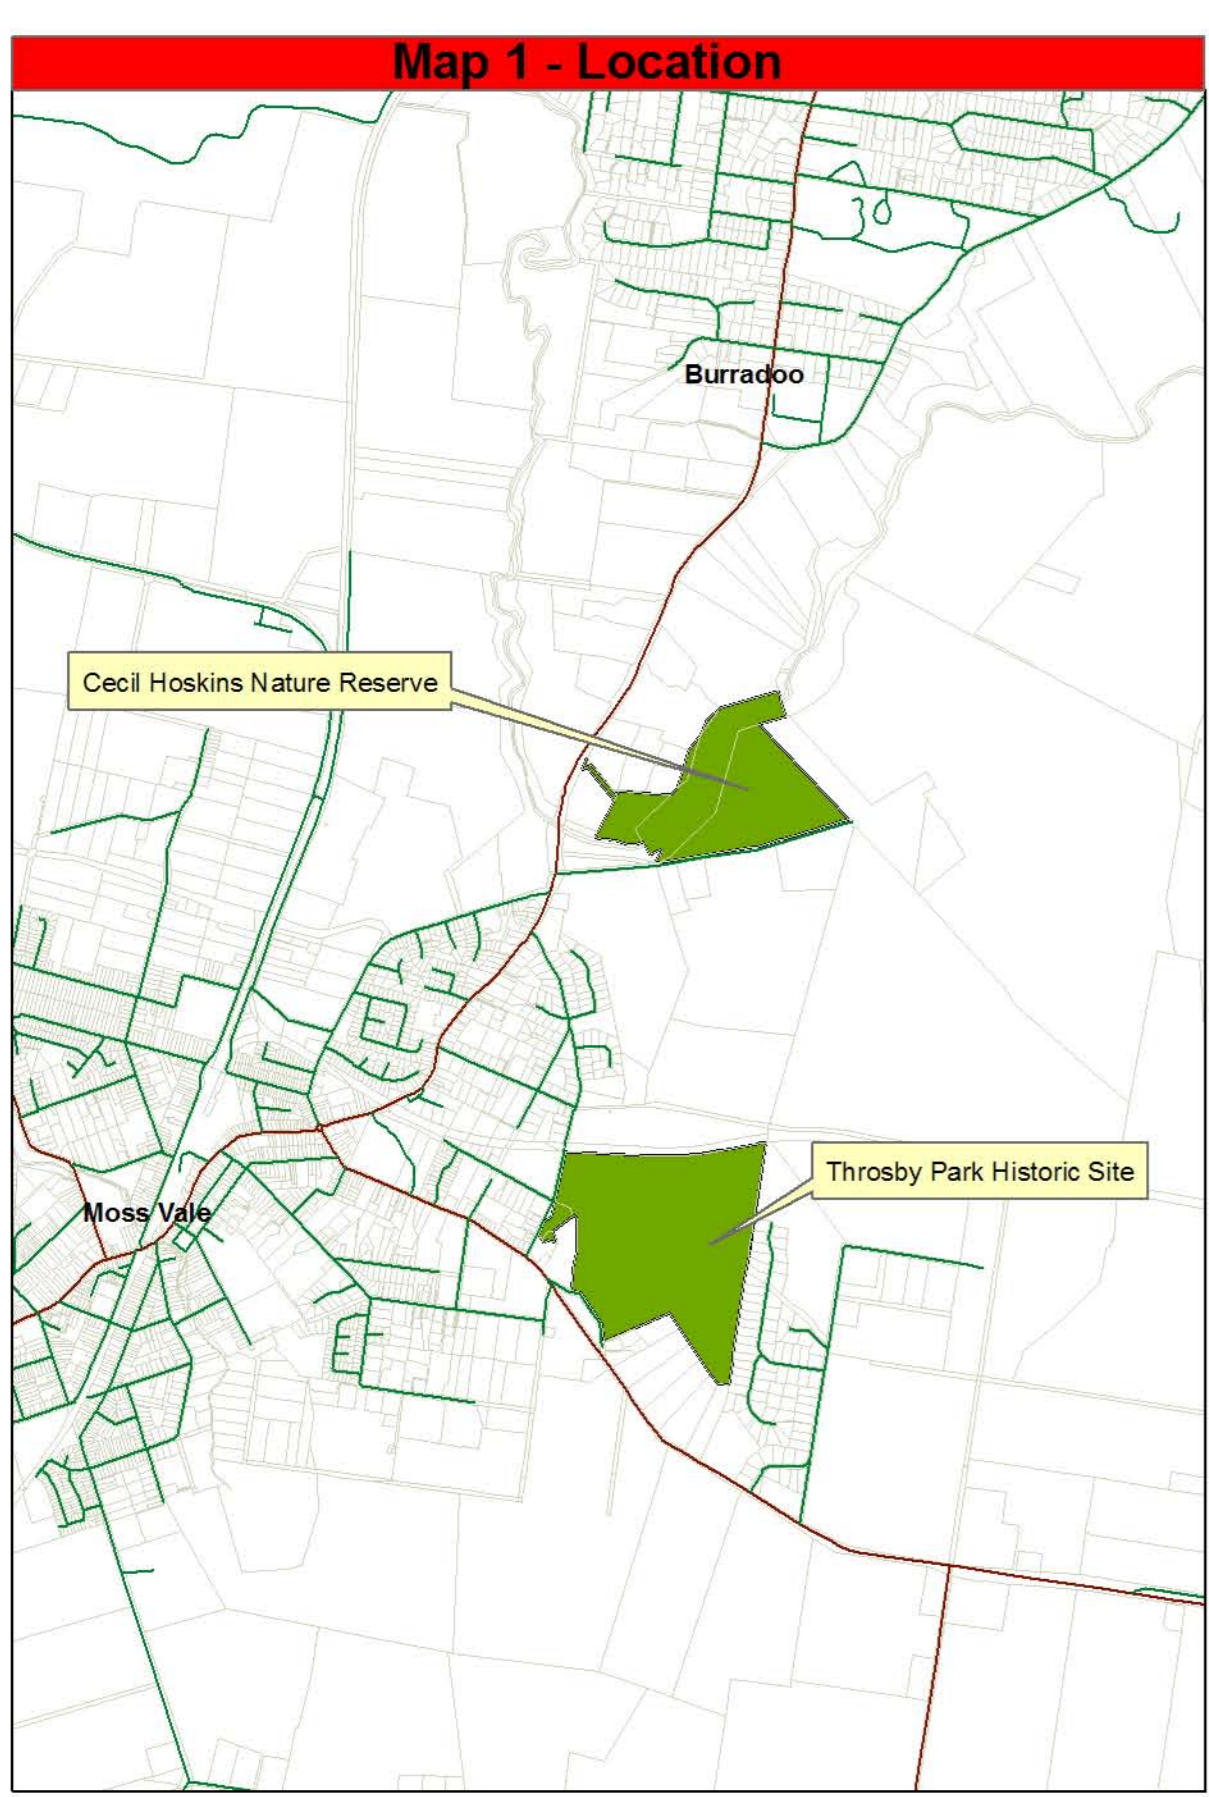 Map 1 - Location
Burradoo
Cecil Hoskins Nature Reserve
Throsby Park Historic Site
Moss Vale